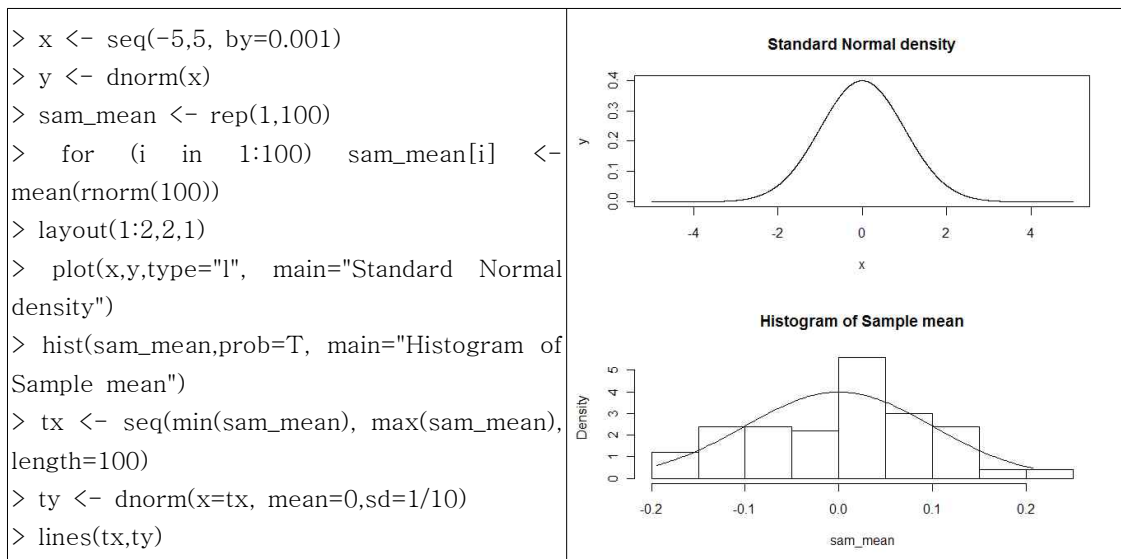 > x <- seq(-5,5, by=0.001)
> y <- dnorm(x)
> sam_mean <- rep(1,100)
> for (i in 1:100) sam_mean[i] <-
mean(rnorm(100))
> layout(1:2,2,1)
> plot(x,y,type="l", main="Standard Normal
density")
> hist(sam_mean,prob=T, main="Histogram of
Sample mean")
> tx <- seq(min(sam_mean), max(sam_mean),
length=100)
> ty <- dnorm(x=tx, mean=0,sd=1/10)
> lines(tx,ty)
Standard Normal density
y
0.0 0.1 0.2 0.3 0.4
-4 -2 0 2 4
x
Histogram of Sample mean
Density
0 1 2 3 4 5
-0.2 -0.1 0.0 0.1 0.2
sam_mean